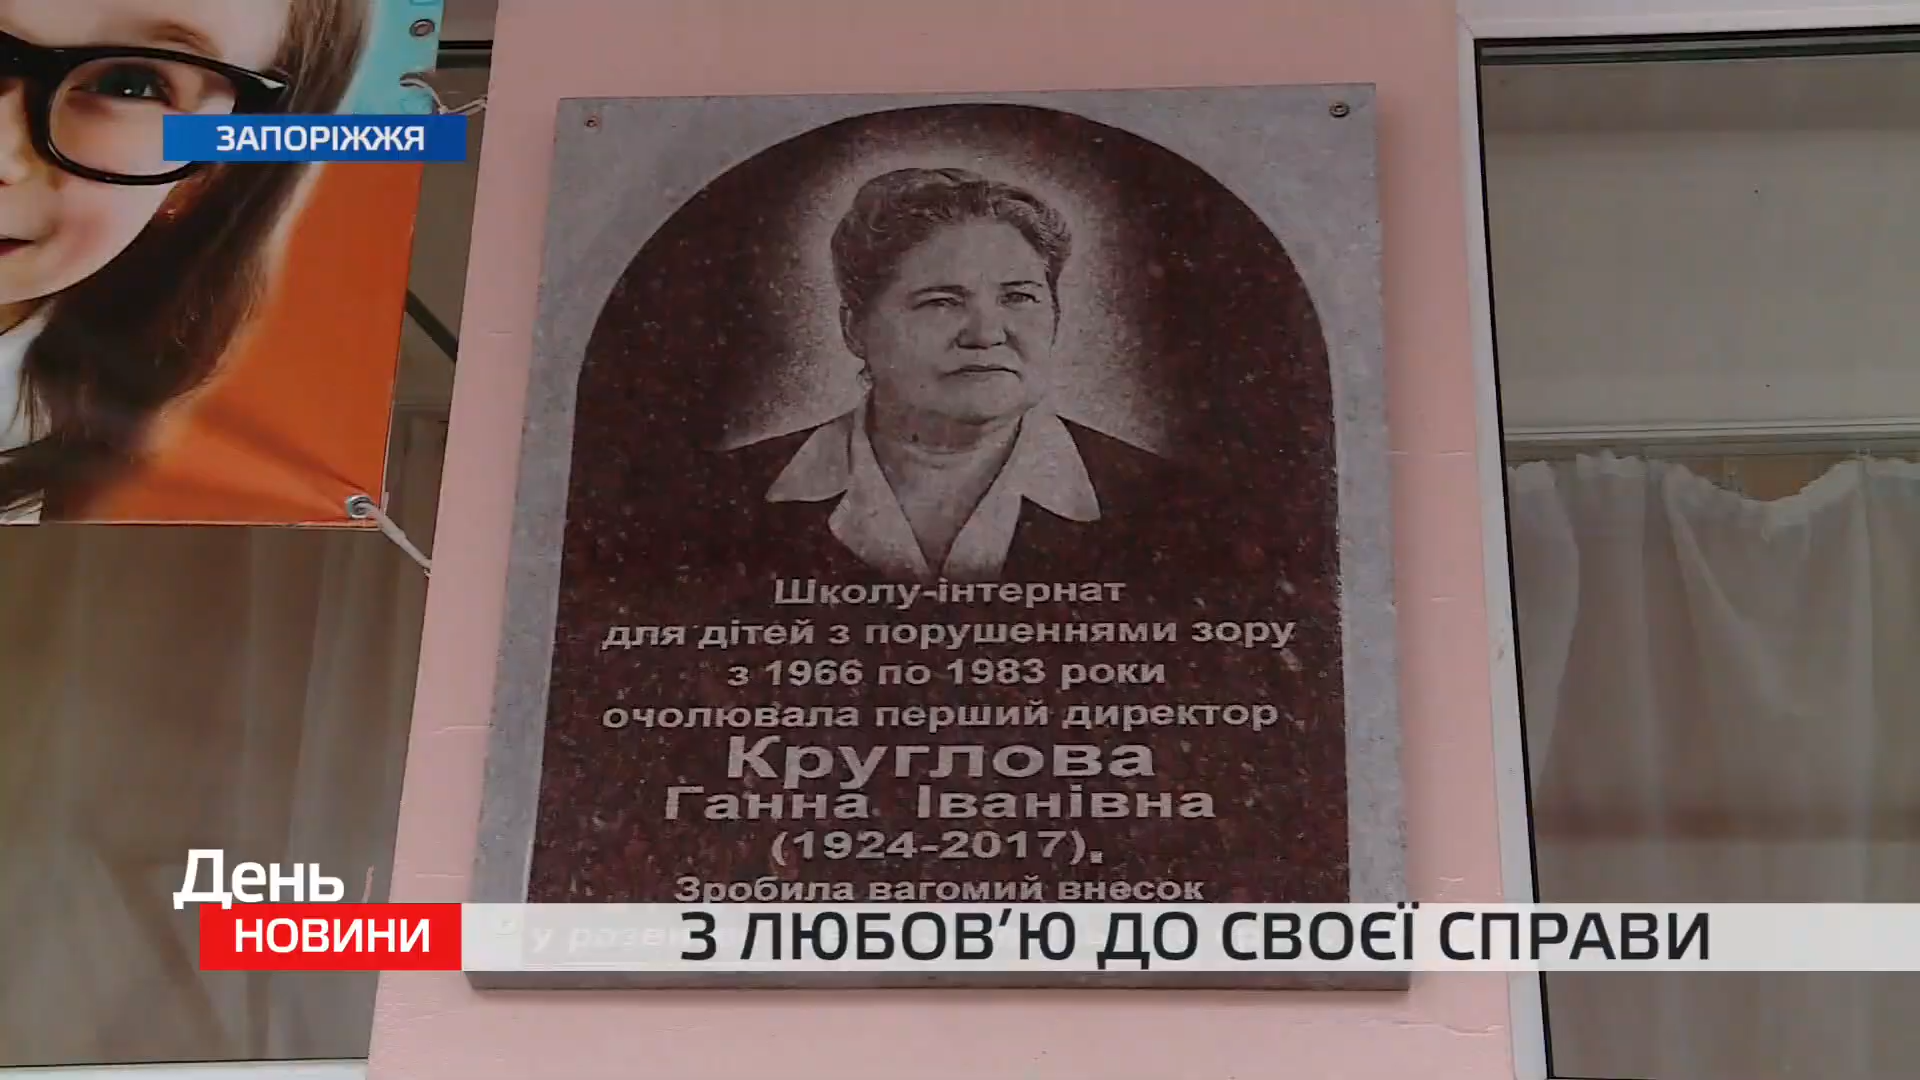 ЗАПОРІЖЖЯ
Школу-інтернат
для дітей з порушеннями зору
з 1966 по 1983 роки
очолювала перший директор
Круглова
Ганна Іванівна
(1924-2017).
Зробила вагомий внесок
у
День
НОВИНИ
З ЛЮБОВ’Ю ДО СВОЄЇ СПРАВИ